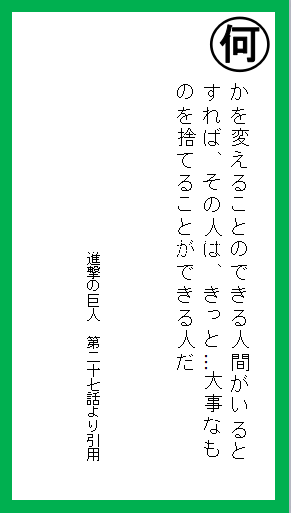 何
かを変えることのできる人間がいると
すれば、その人は、きっと…大事なも
のを捨てることができる人だ
進撃の巨人　第二十七話より引用